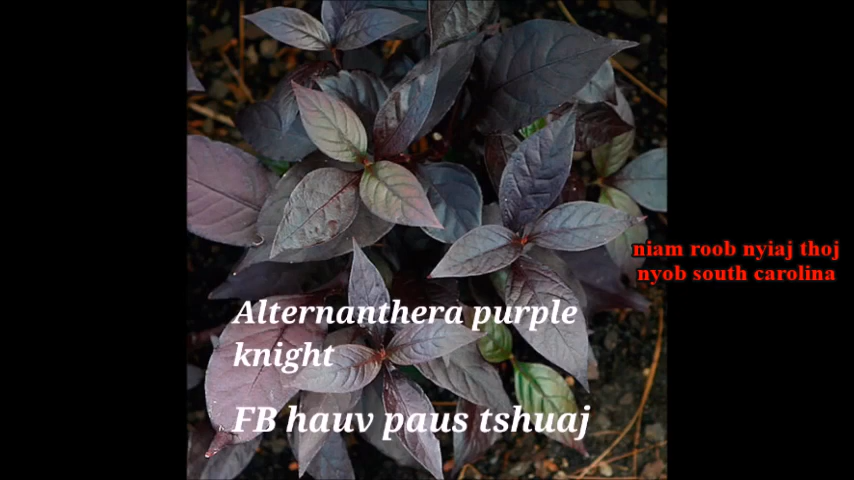 niam roob nyiaj thoj
nyob south carolina
Alternanthera purple
knight
FB hauv paus tshuaj